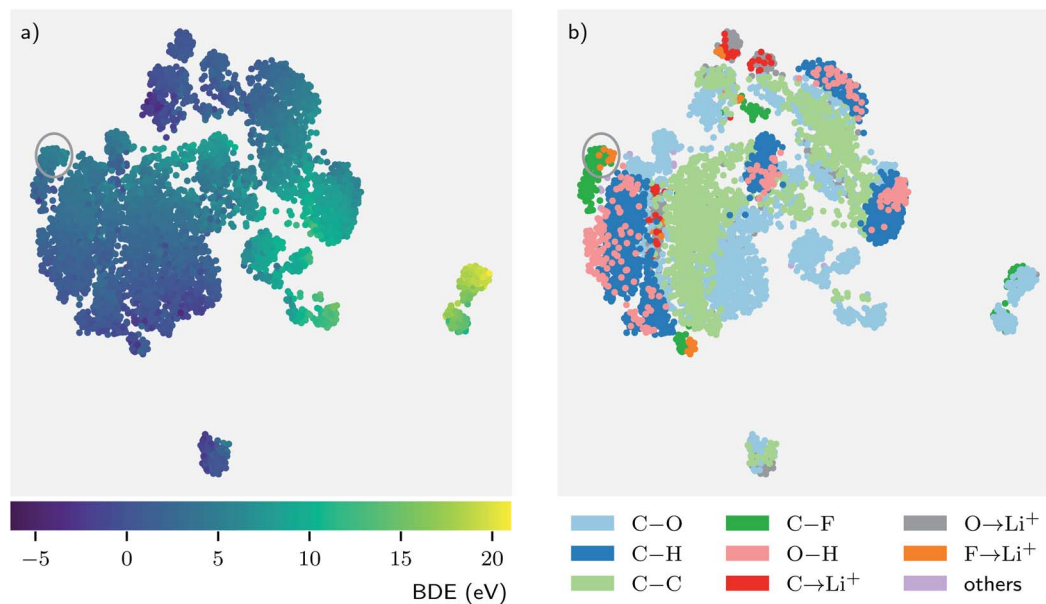 a)
−5 0 5 10 15 20
BDE (eV)
b)
C−O C−F O→Li⁺
C−H O−H F→Li⁺
C−C C→Li⁺ others